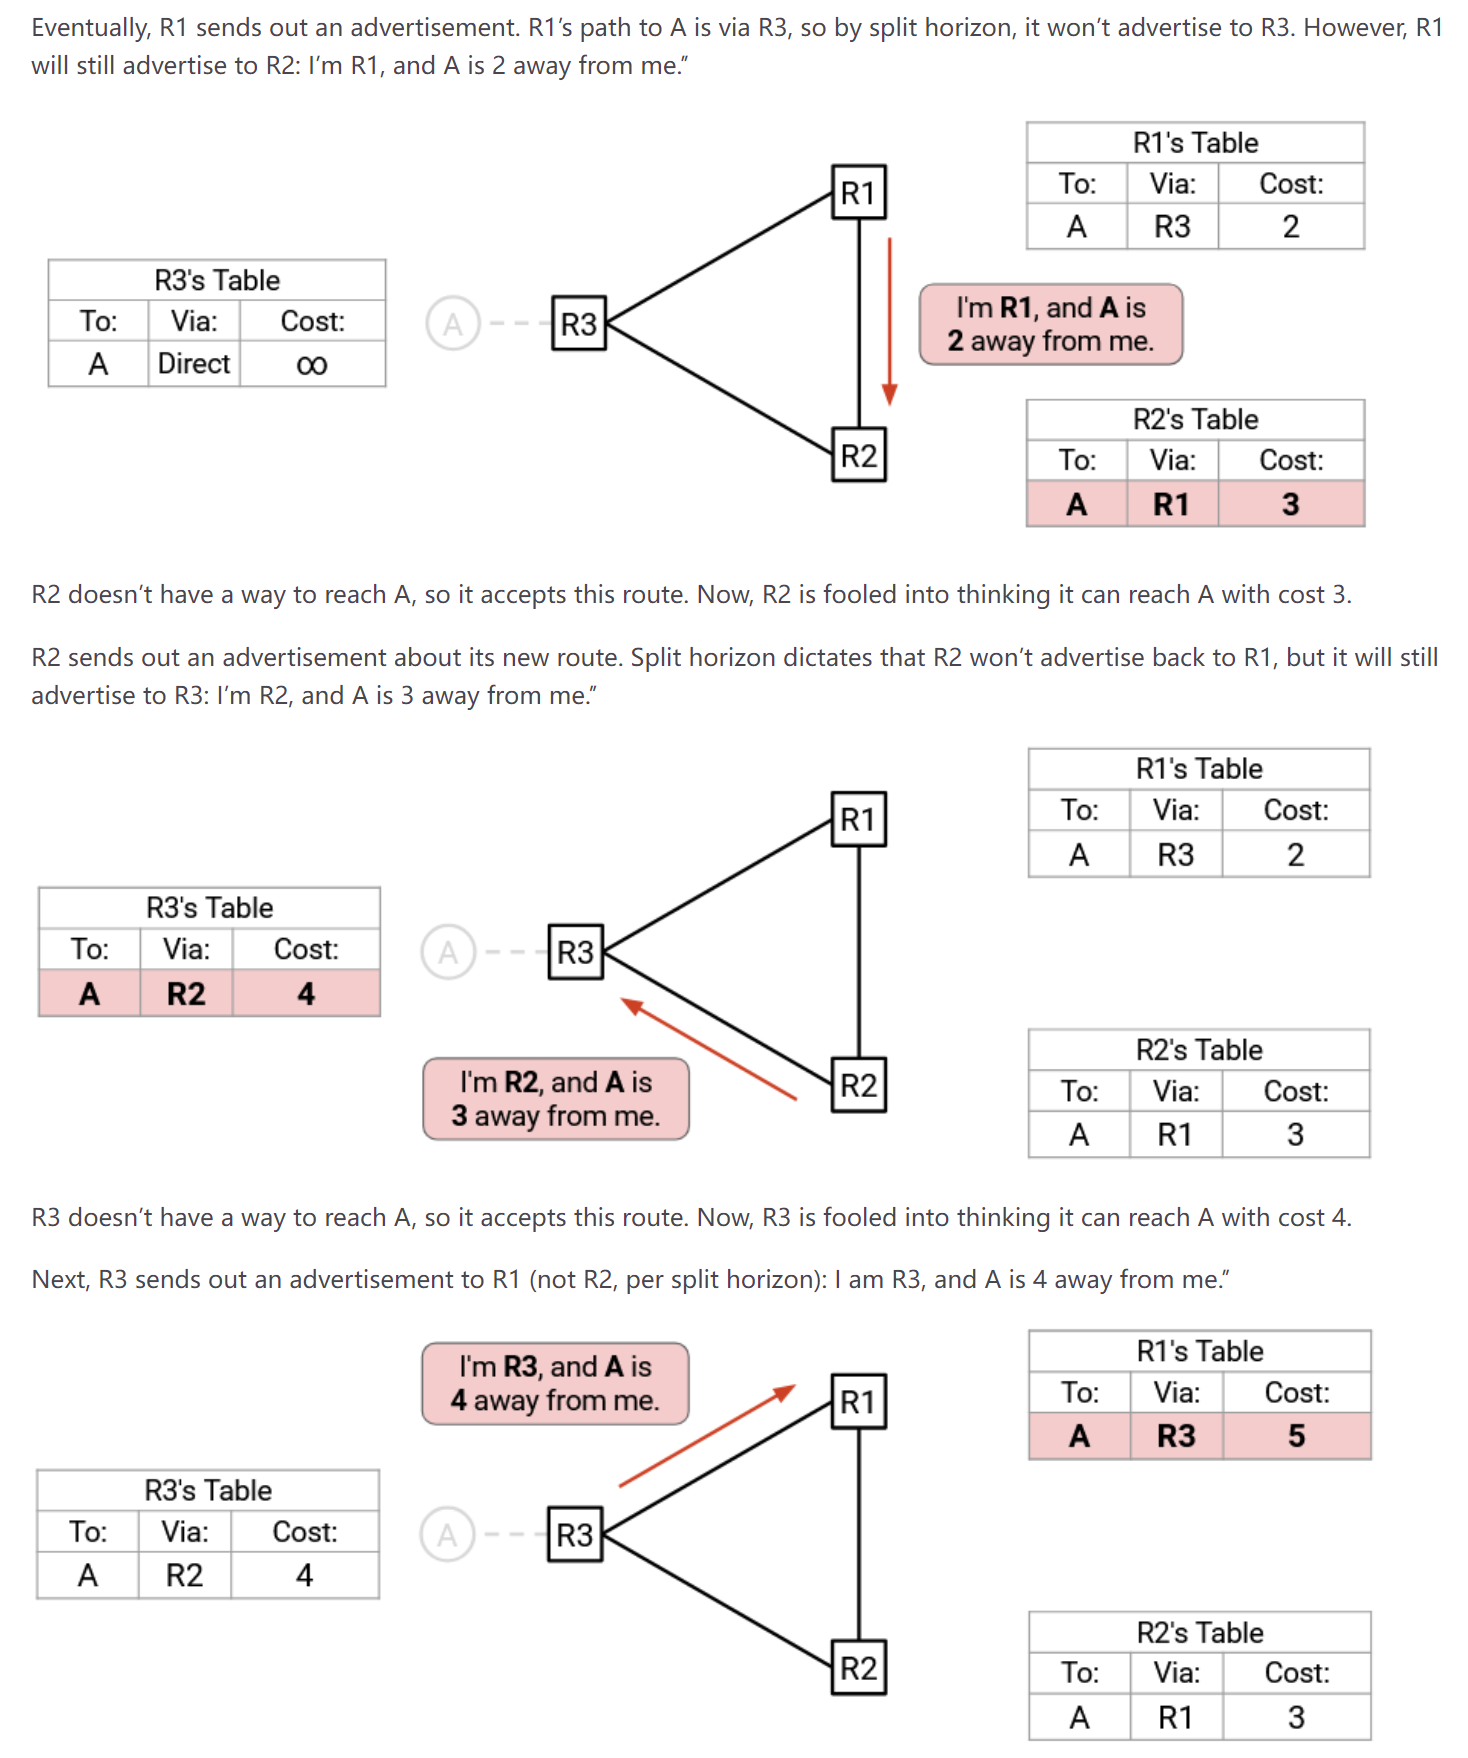 Eventually, R1 sends out an advertisement. R1’s path to A is via R3, so by split horizon, it won’t advertise to R3. However, R1
will still advertise to R2: I’m R1, and A is 2 away from me.”
R1's Table
To: Via: Cost:
A R3 2
R3's Table
To: Via: Cost:
A Direct ∞
A
R3
R1
R2
I'm R1, and A is
2 away from me.
R2's Table
To: Via: Cost:
A R1 3
R2 doesn’t have a way to reach A, so it accepts this route. Now, R2 is fooled into thinking it can reach A with cost 3.
R2 sends out an advertisement about its new route. Split horizon dictates that R2 won’t advertise back to R1, but it will still
advertise to R3: I’m R2, and A is 3 away from me.”
R1's Table
To: Via: Cost:
A R3 2
R3's Table
To: Via: Cost:
A R2 4
A
R3
R1
R2
I'm R2, and A is
3 away from me.
R2's Table
To: Via: Cost:
A R1 3
R3 doesn’t have a way to reach A, so it accepts this route. Now, R3 is fooled into thinking it can reach A with cost 4.
Next, R3 sends out an advertisement to R1 (not R2, per split horizon): I am R3, and A is 4 away from me.”
I'm R3, and A is
4 away from me.
R1's Table
To: Via: Cost:
A R3 5
R3's Table
To: Via: Cost:
A R2 4
A
R3
R1
R2
R2's Table
To: Via: Cost:
A R1 3